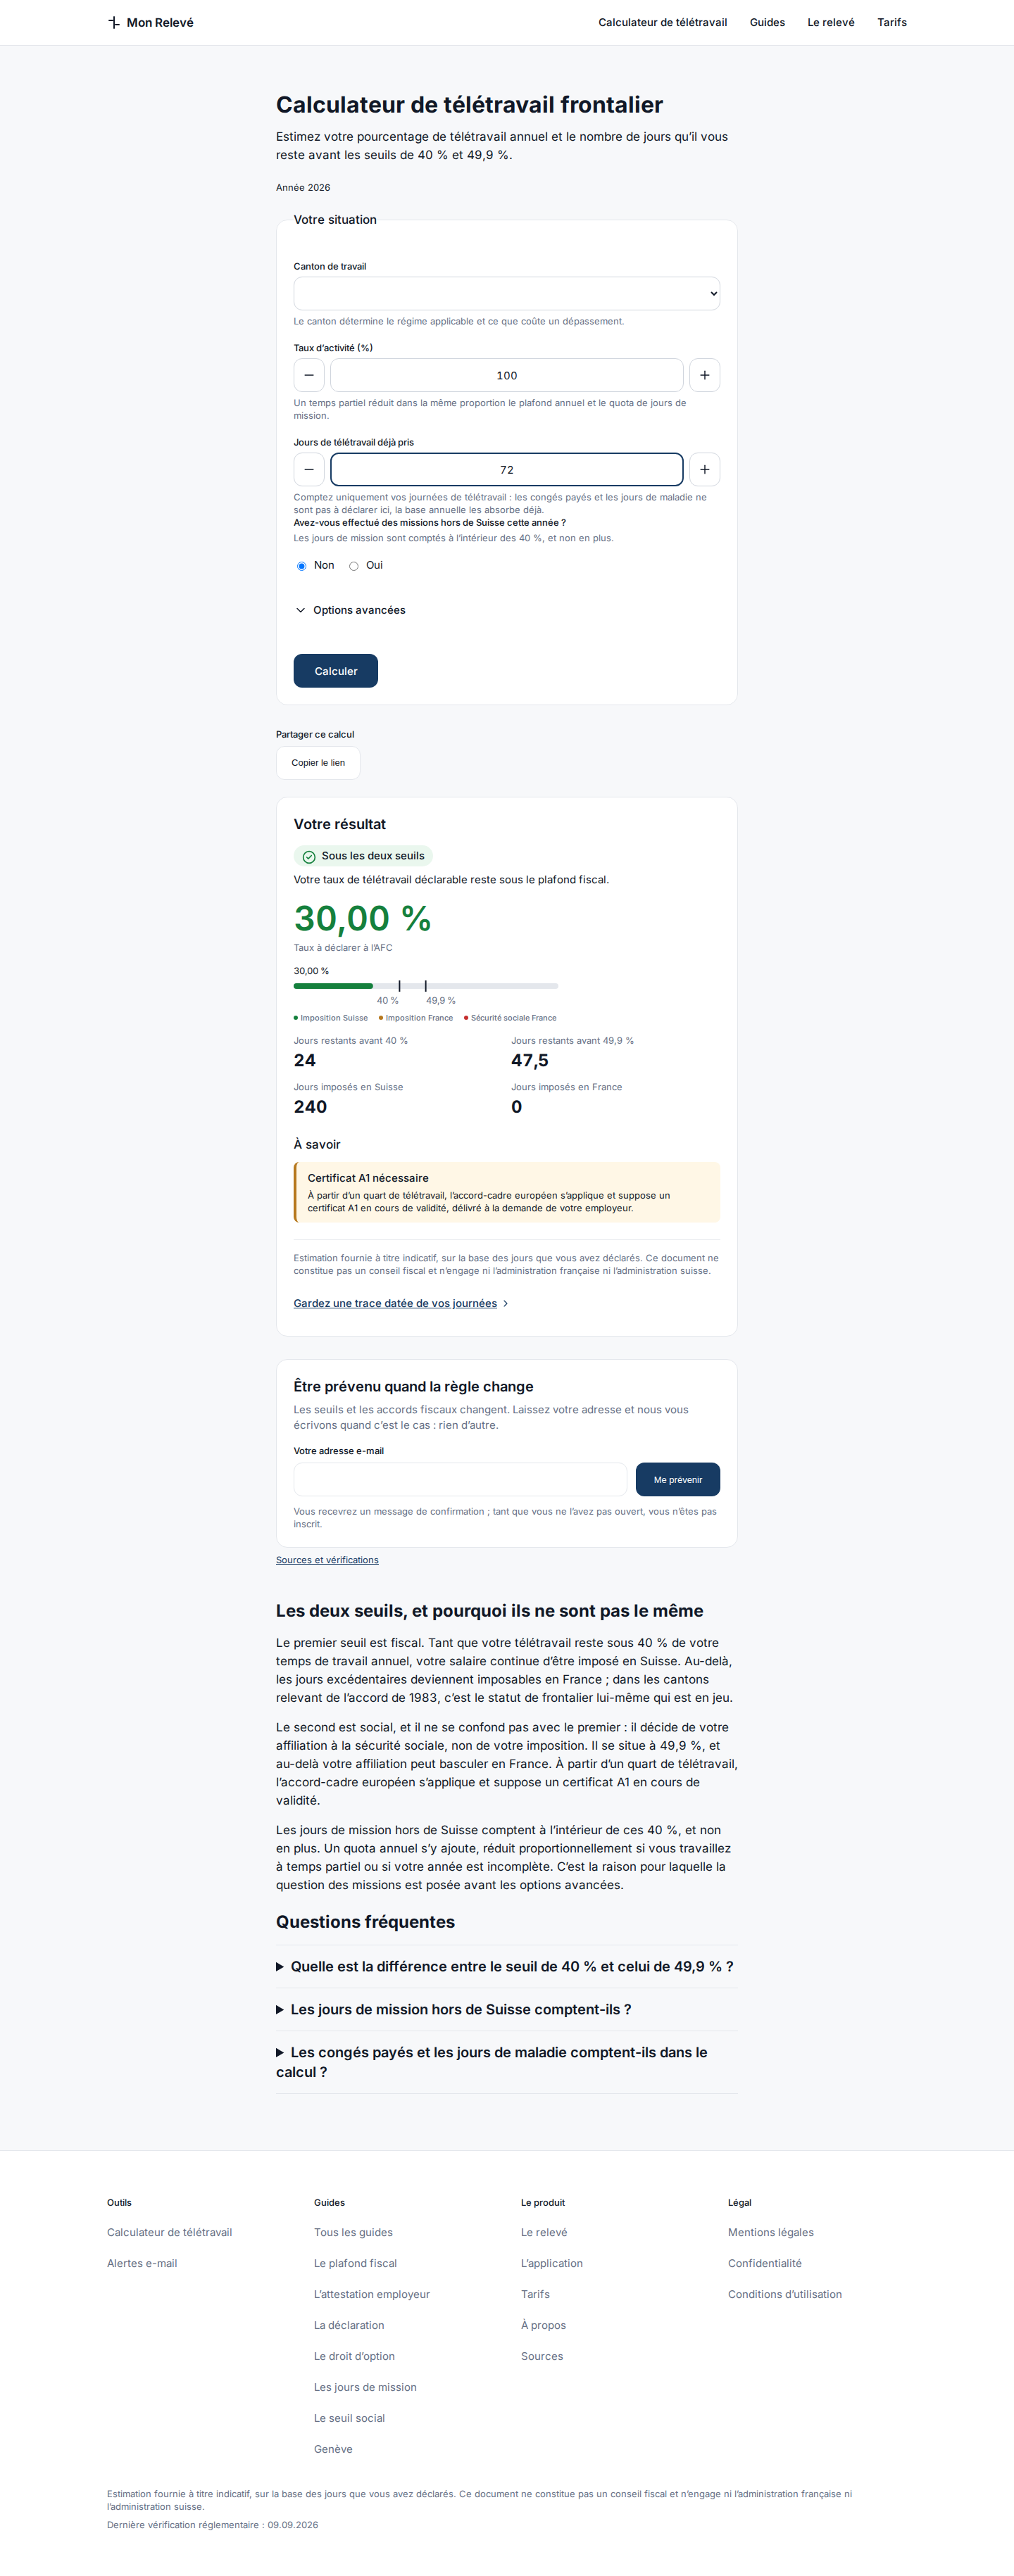 Mon Relevé
Calculateur de télétravail
Guides
Le relevé
Tarifs
Calculateur de télétravail frontalier
Estimez votre pourcentage de télétravail annuel et le nombre de jours qu’il vous
reste avant les seuils de 40 % et 49,9 %.
Année 2026
Votre situation
Canton de travail
Le canton détermine le régime applicable et ce que coûte un dépassement.
Taux d’activité (%)
100
Un temps partiel réduit dans la même proportion le plafond annuel et le quota de jours de
mission.
Jours de télétravail déjà pris
72
Comptez uniquement vos journées de télétravail : les congés payés et les jours de maladie ne
sont pas à déclarer ici, la base annuelle les absorbe déjà.
Avez-vous effectué des missions hors de Suisse cette année ?
Les jours de mission sont comptés à l’intérieur des 40 %, et non en plus.
Non
Oui
Options avancées
Calculer
Partager ce calcul
Copier le lien
Votre résultat
Sous les deux seuils
Votre taux de télétravail déclarable reste sous le plafond fiscal.
30,00 %
Taux à déclarer à l’AFC
30,00 %
40 %
49,9 %
Imposition Suisse
Imposition France
Sécurité sociale France
Jours restants avant 40 %
24
Jours restants avant 49,9 %
47,5
Jours imposés en Suisse
240
Jours imposés en France
0
À savoir
Certificat A1 nécessaire
À partir d’un quart de télétravail, l’accord-cadre européen s’applique et suppose un
certificat A1 en cours de validité, délivré à la demande de votre employeur.
Estimation fournie à titre indicatif, sur la base des jours que vous avez déclarés. Ce document ne
constitue pas un conseil fiscal et n’engage ni l’administration française ni l’administration suisse.
Gardez une trace datée de vos journées
Être prévenu quand la règle change
Les seuils et les accords fiscaux changent. Laissez votre adresse et nous vous
écrivons quand c’est le cas : rien d’autre.
Votre adresse e-mail
Me prévenir
Vous recevrez un message de confirmation ; tant que vous ne l’avez pas ouvert, vous n’êtes pas
inscrit.
Sources et vérifications
Les deux seuils, et pourquoi ils ne sont pas le même
Le premier seuil est fiscal. Tant que votre télétravail reste sous 40 % de votre
temps de travail annuel, votre salaire continue d’être imposé en Suisse. Au-delà,
les jours excédentaires deviennent imposables en France ; dans les cantons
relevant de l’accord de 1983, c’est le statut de frontalier lui-même qui est en jeu.
Le second est social, et il ne se confond pas avec le premier : il décide de votre
affiliation à la sécurité sociale, non de votre imposition. Il se situe à 49,9 %, et
au-delà votre affiliation peut basculer en France. À partir d’un quart de télétravail,
l’accord-cadre européen s’applique et suppose un certificat A1 en cours de
validité.
Les jours de mission hors de Suisse comptent à l’intérieur de ces 40 %, et non
en plus. Un quota annuel s’y ajoute, réduit proportionnellement si vous travaillez
à temps partiel ou si votre année est incomplète. C’est la raison pour laquelle la
question des missions est posée avant les options avancées.
Questions fréquentes
Quelle est la différence entre le seuil de 40 % et celui de 49,9 % ?
Les jours de mission hors de Suisse comptent-ils ?
Les congés payés et les jours de maladie comptent-ils dans le
calcul ?
Outils
Calculateur de télétravail
Alertes e-mail
Guides
Tous les guides
Le plafond fiscal
L’attestation employeur
La déclaration
Le droit d’option
Les jours de mission
Le seuil social
Genève
Le produit
Le relevé
L’application
Tarifs
À propos
Sources
Légal
Mentions légales
Confidentialité
Conditions d’utilisation
Estimation fournie à titre indicatif, sur la base des jours que vous avez déclarés. Ce document ne constitue pas un conseil fiscal et n’engage ni l’administration française ni
l’administration suisse.
Dernière vérification réglementaire : 09.09.2026